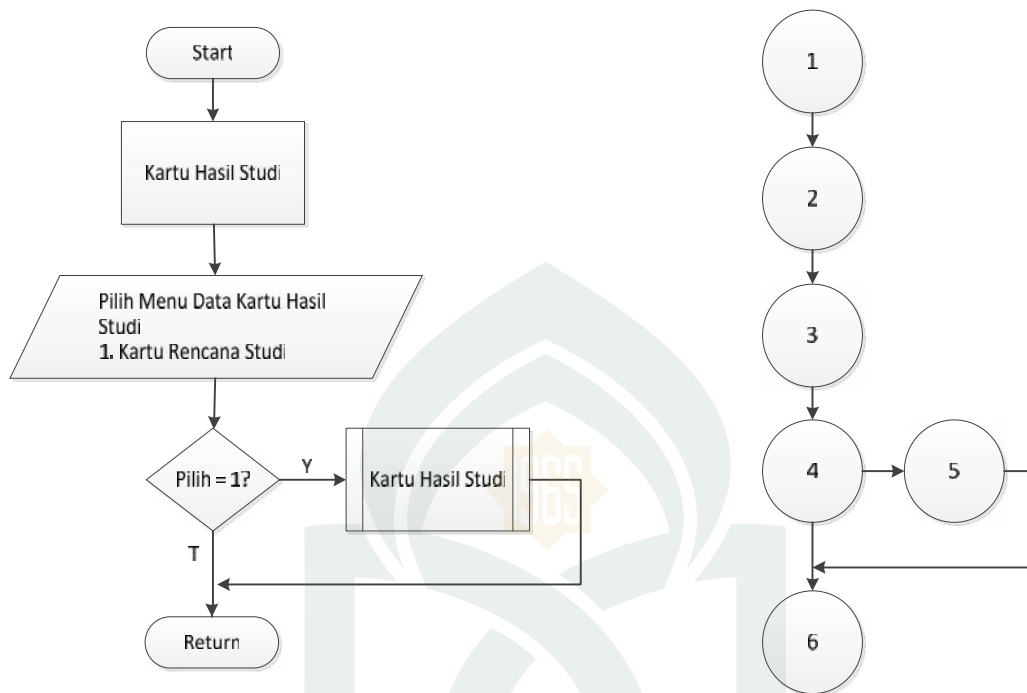 Start
Kartu Hasil Studi
Pilih Menu Data Kartu Hasil
Studi
1. Kartu Rencana Studi
Pilih = 1?
Y
Kartu Hasil Studi
T
Return
1
2
3
4
5
6
969